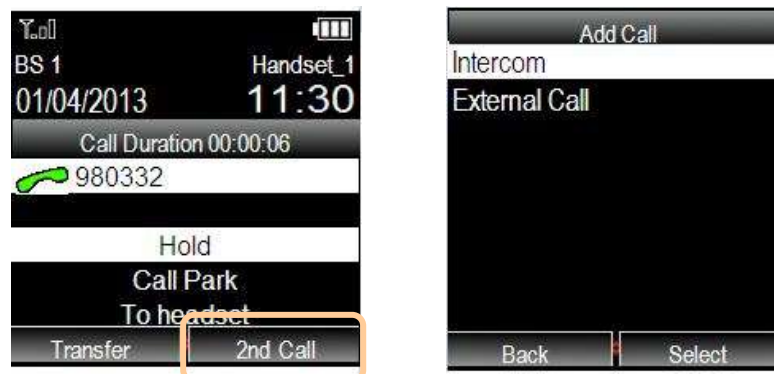 BS 1 Handset_1
01/04/2013 11:30
Call Duration 00:00:06
980332
Hold
Call Park
To headset
Transfer 2nd Call
Add Call
Intercom
External Call
Back Select